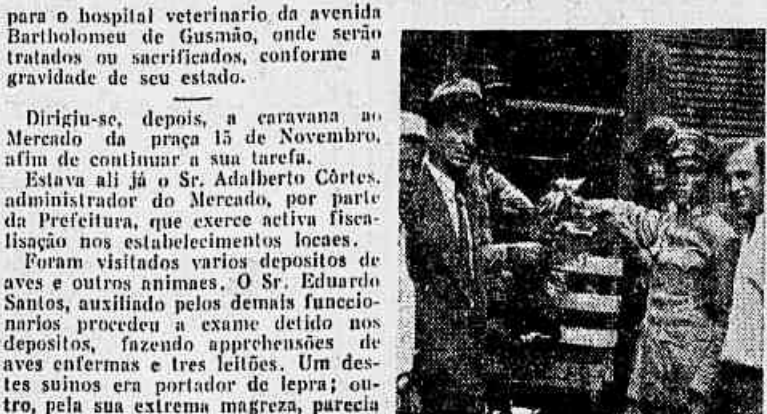 para o hospital veterinario da avenida
Bartholomeu de Gusmão, onde serão
tratados ou sacrificados, conforme a
gravidade de seu estado.
Dirigiu-se, depois, a caravana ao
Mercado da praça 15 de Novembro,
afim de continuar a sua tarefa.
Estava ali já o Sr. Adalberto Côrtes,
administrador do Mercado, por parte
da Prefeitura, que exerce activa fisca-
lisação nos estabelecimentos locaes.
Foram visitados varios depositos de
aves e outros animaes. O Sr. Eduardo
Santos, auxiliado pelos demais funccio-
narios procedeu a exame detido nos
depositos, fazendo apprehensões de
aves enfermas e tres leitões. Um des-
tes suinos era portador de lepra; ou-
tro, pela sua extrema magreza, parecia